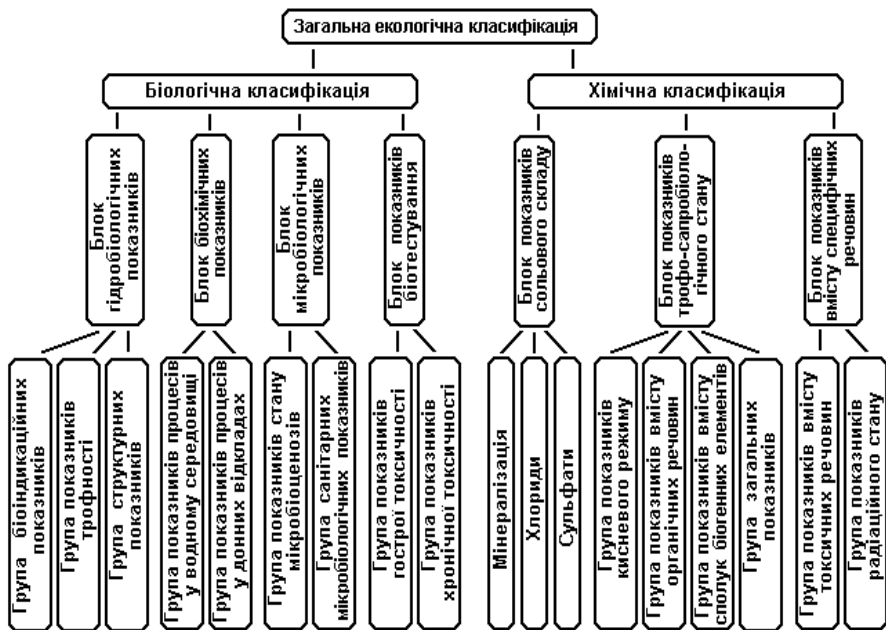 Загальна екологічна класифікація
Біологічна класифікація
Хімічна класифікація
Блок
гідробіологічних
показників
Блок біохімічних
показників
Блок
мікробіологічних
показників
Блок показників
біотестування
Блок показників
сольового складу
Блок показників
трофо-сапробіоло-
гічного стану
Блок показників
вмісту специфічних
речовин
Група біоіндикаційних
показників
Група показників
трофності
Група структурних
показників
Група показників процесів
у водному середовищі
Група показників процесів
у донних відкладах
Група показників стану
мікробіоценозів
Група санітарних
мікробіологічних показників
Група показників
гострої токсичності
Група показників
хронічної токсичності
Мінералізація
Хлориди
Сульфати
Група показників
кисневого режиму
Група показників вмісту
органічних речовин
Група показників вмісту
сполук біогенних елементів
Група загальних
показників
Група показників вмісту
токсичних речовин
Група показників
радіаційного стану